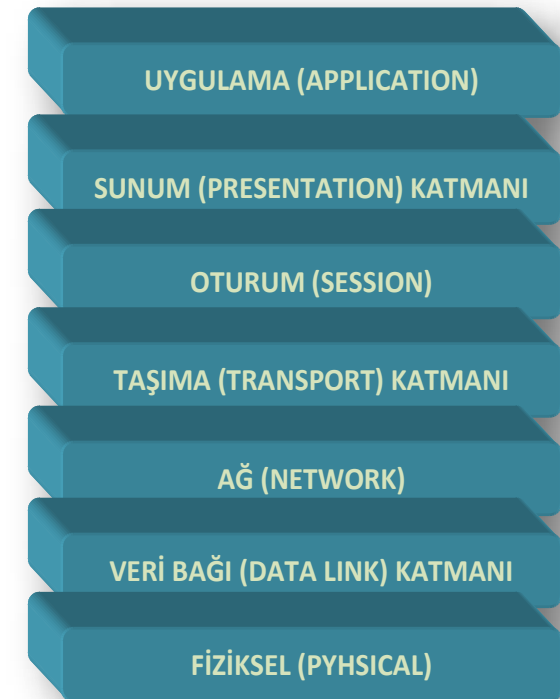 UYGULAMA (APPLICATION)
SUNUM (PRESENTATION) KATMANI
OTURUM (SESSION)
TAŞIMA (TRANSPORT) KATMANI
AĞ (NETWORK)
VERİ BAĞI (DATA LINK) KATMANI
FİZİKSEL (PYHSICAL)